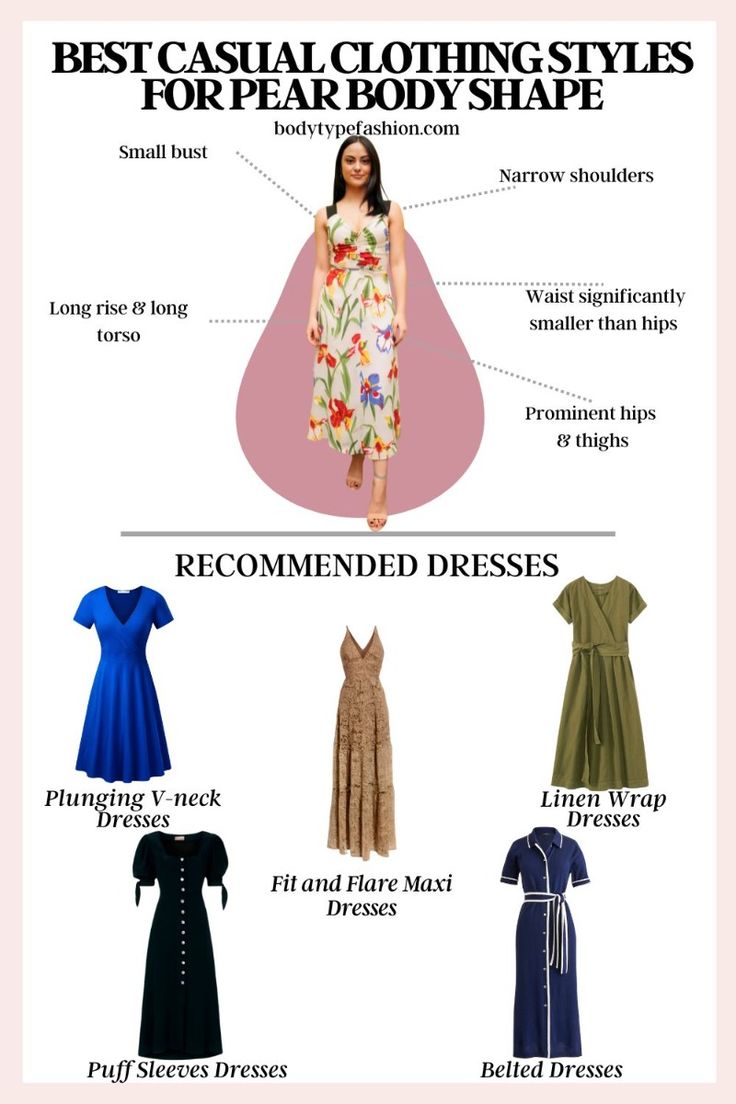 BEST CASUAL CLOTHING STYLES
FOR PEAR BODY SHAPE
bodytypefashion.com
Small bust
Narrow shoulders
Long rise & long
torso
Waist significantly
smaller than hips
Prominent hips
& thighs
RECOMMENDED DRESSES
Plunging V-neck
Dresses
Linen Wrap
Dresses
Fit and Flare Maxi
Dresses
Puff Sleeves Dresses
Belted Dresses